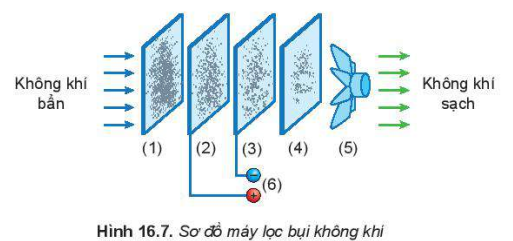 Không khí
bẩn
Không khí
sạch
(1) (2) (3) (4) (5)
(6)
−
+
Hình 16.7. Sơ đồ máy lọc bụi không khí